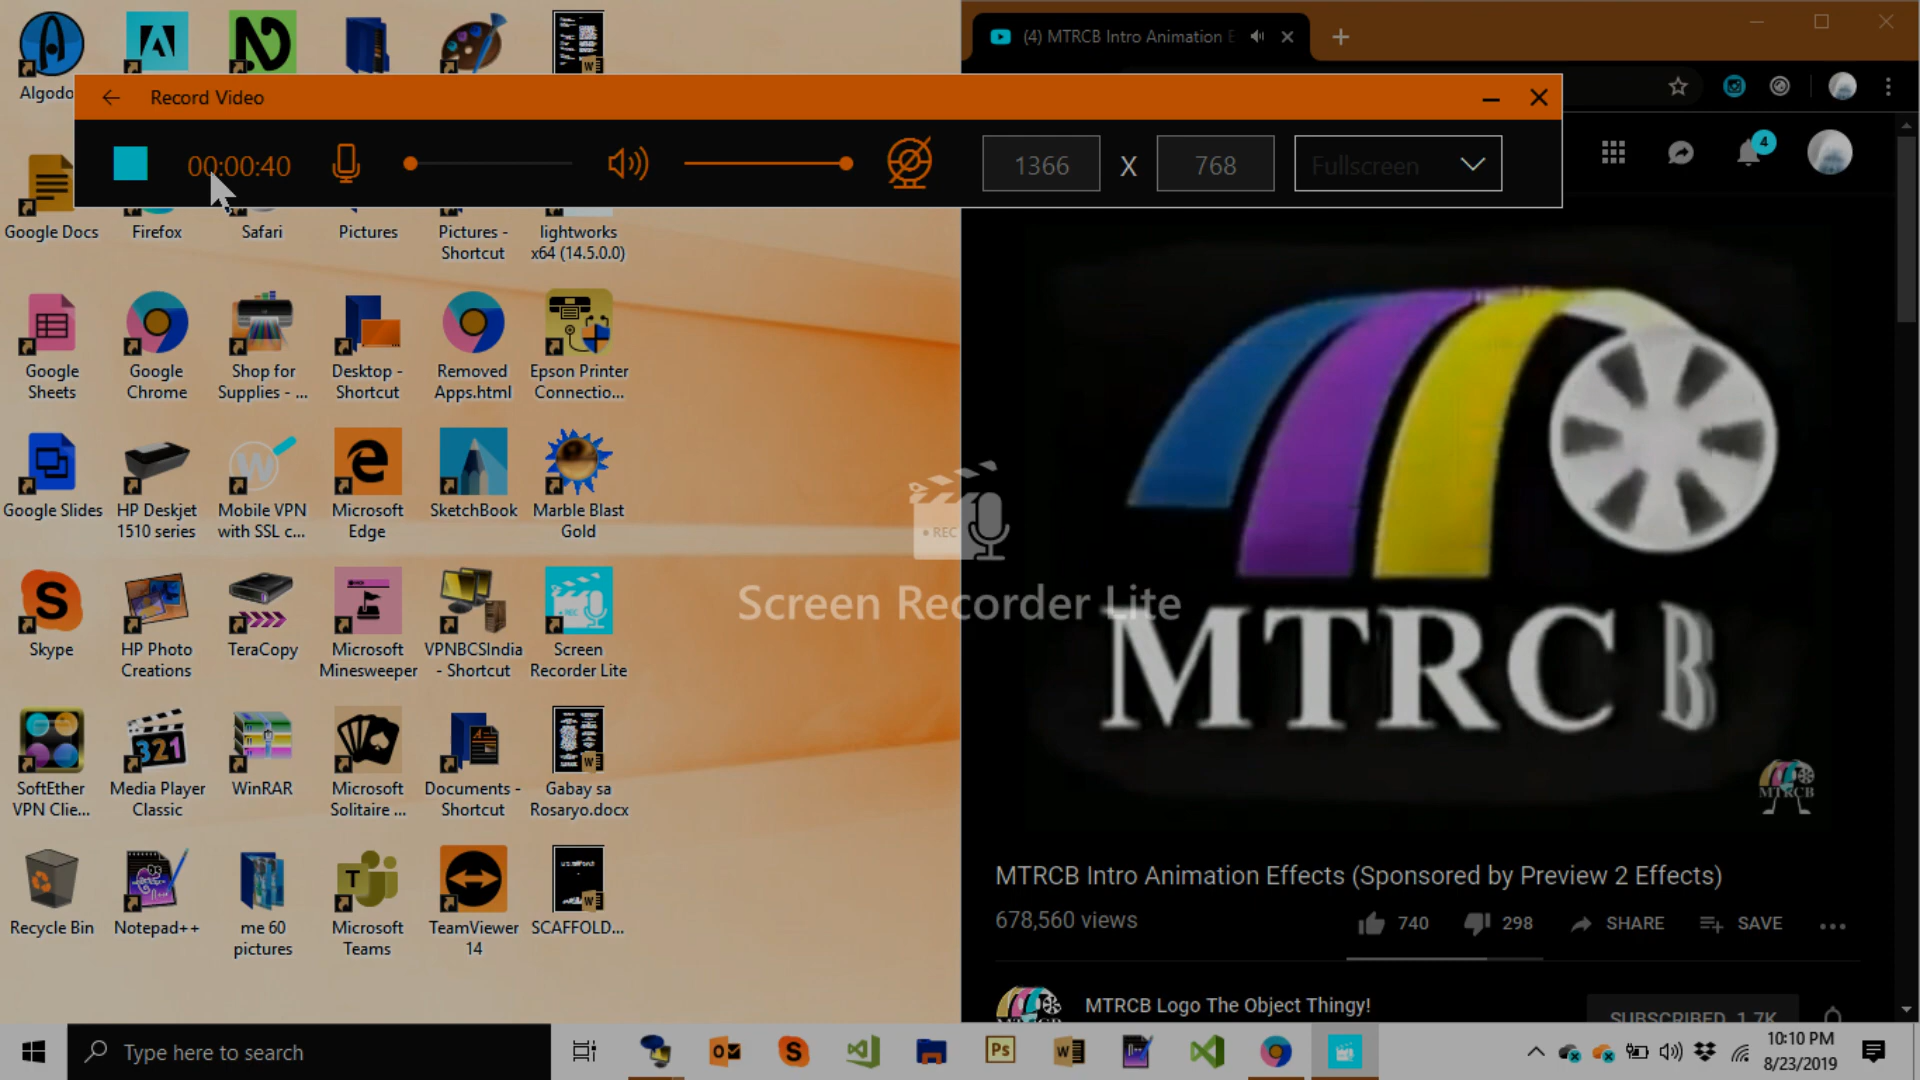 (4) MTRCB Intro Animation E
Algodo
Record Video
00:00:40
1366 X 768 Fullscreen
4
Google Docs
Firefox
Safari
Pictures
Pictures -
Shortcut
lightworks
x64 (14.5.0.0)
Google
Sheets
Google
Chrome
Shop for
Supplies - ...
Desktop -
Shortcut
Removed
Apps.html
Epson Printer
Connectio...
Google Slides
HP Deskjet
1510 series
Mobile VPN
with SSL c...
Microsoft
Edge
SketchBook
Marble Blast
Gold
REC
Screen Recorder Lite
Skype
HP Photo
Creations
TeraCopy
Microsoft
Minesweeper
VPNBCSIndia
- Shortcut
Screen
Recorder Lite
SoftEther
VPN Clie...
321
Media Player
Classic
WinRAR
Microsoft
Solitaire ...
Documents -
Shortcut
Gabay sa
Rosaryo.docx
Recycle Bin
Notepad++
me 60
pictures
Microsoft
Teams
TeamViewer
14
SCAFFOLD...
MTRCB
MTRCB
MTRCB Intro Animation Effects (Sponsored by Preview 2 Effects)
678,560 views
740 298 SHARE SAVE
MTRCB Logo The Object Thingy!
SUBSCRIBED 1.7K
Type here to search
Ps
10:10 PM
8/23/2019